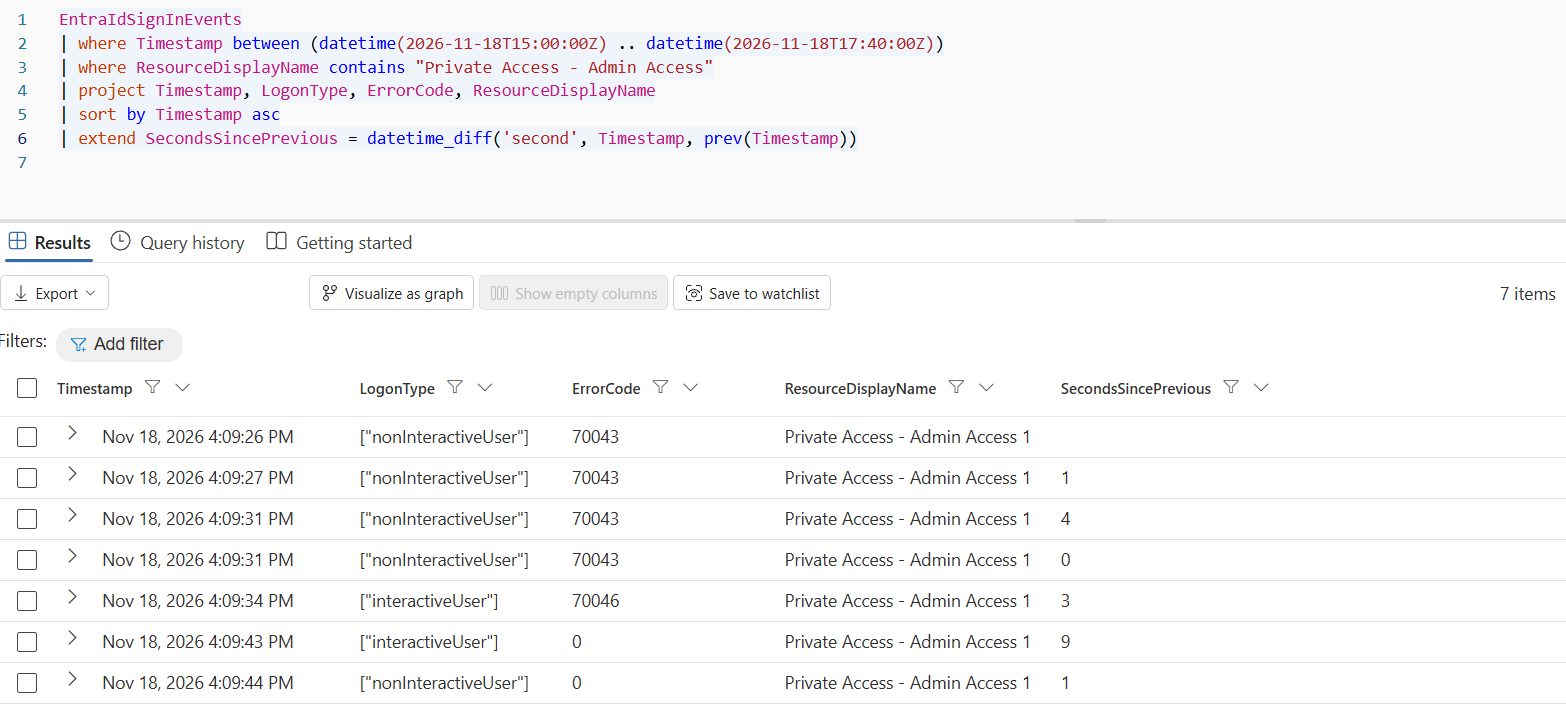 1 EntraIdSignInEvents
2 | where Timestamp between (datetime(2026-11-18T15:00:00Z) .. datetime(2026-11-18T17:40:00Z))
3 | where ResourceDisplayName contains "Private Access - Admin Access"
4 | project Timestamp, LogonType, ErrorCode, ResourceDisplayName
5 | sort by Timestamp asc
6 | extend SecondsSincePrevious = datetime_diff('second', Timestamp, prev(Timestamp))
7
Results Query history Getting started
Export Visualize as graph Show empty columns Save to watchlist 7 items
Filters: Add filter
Timestamp LogonType ErrorCode ResourceDisplayName SecondsSincePrevious
Nov 18, 2026 4:09:26 PM ["nonInteractiveUser"] 70043 Private Access - Admin Access 1
Nov 18, 2026 4:09:27 PM ["nonInteractiveUser"] 70043 Private Access - Admin Access 1 1
Nov 18, 2026 4:09:31 PM ["nonInteractiveUser"] 70043 Private Access - Admin Access 1 4
Nov 18, 2026 4:09:31 PM ["nonInteractiveUser"] 70043 Private Access - Admin Access 1 0
Nov 18, 2026 4:09:34 PM ["interactiveUser"] 70046 Private Access - Admin Access 1 3
Nov 18, 2026 4:09:43 PM ["interactiveUser"] 0 Private Access - Admin Access 1 9
Nov 18, 2026 4:09:44 PM ["nonInteractiveUser"] 0 Private Access - Admin Access 1 1